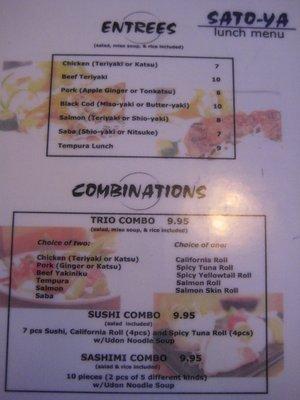 SATO-YA
lunch menu
ENTREES
(salad, miso soup, & rice included)
Chicken (Teriyaki or Katsu) 7
Beef Teriyaki 10
Pork (Apple Ginger or Tonkatsu) 8
Black Cod (Miso-yaki or Butter-yaki) 10
Salmon (Teriyaki or Shio-yaki) 8
Saba (Shio-yaki or Nitsuke) 7
Tempura Lunch 9
COMBINATIONS
TRIO COMBO 9.95
(salad, miso soup, & rice included)
Choice of two: Choice of one:
Chicken (Teriyaki or Katsu) California Roll
Pork (Ginger or Katsu) Spicy Tuna Roll
Beef Yakiniku Spicy Yellowtail Roll
Tempura Salmon Roll
Salmon Salmon Skin Roll
Saba
SUSHI COMBO 9.95
(salad included)
7 pcs Sushi, California Roll (4pcs) and Spicy Tuna Roll (4pcs)
w/Udon Noodle Soup
SASHIMI COMBO 9.95
(salad & rice included)
10 pieces (2 pcs of 5 different kinds)
w/Udon Noodle Soup